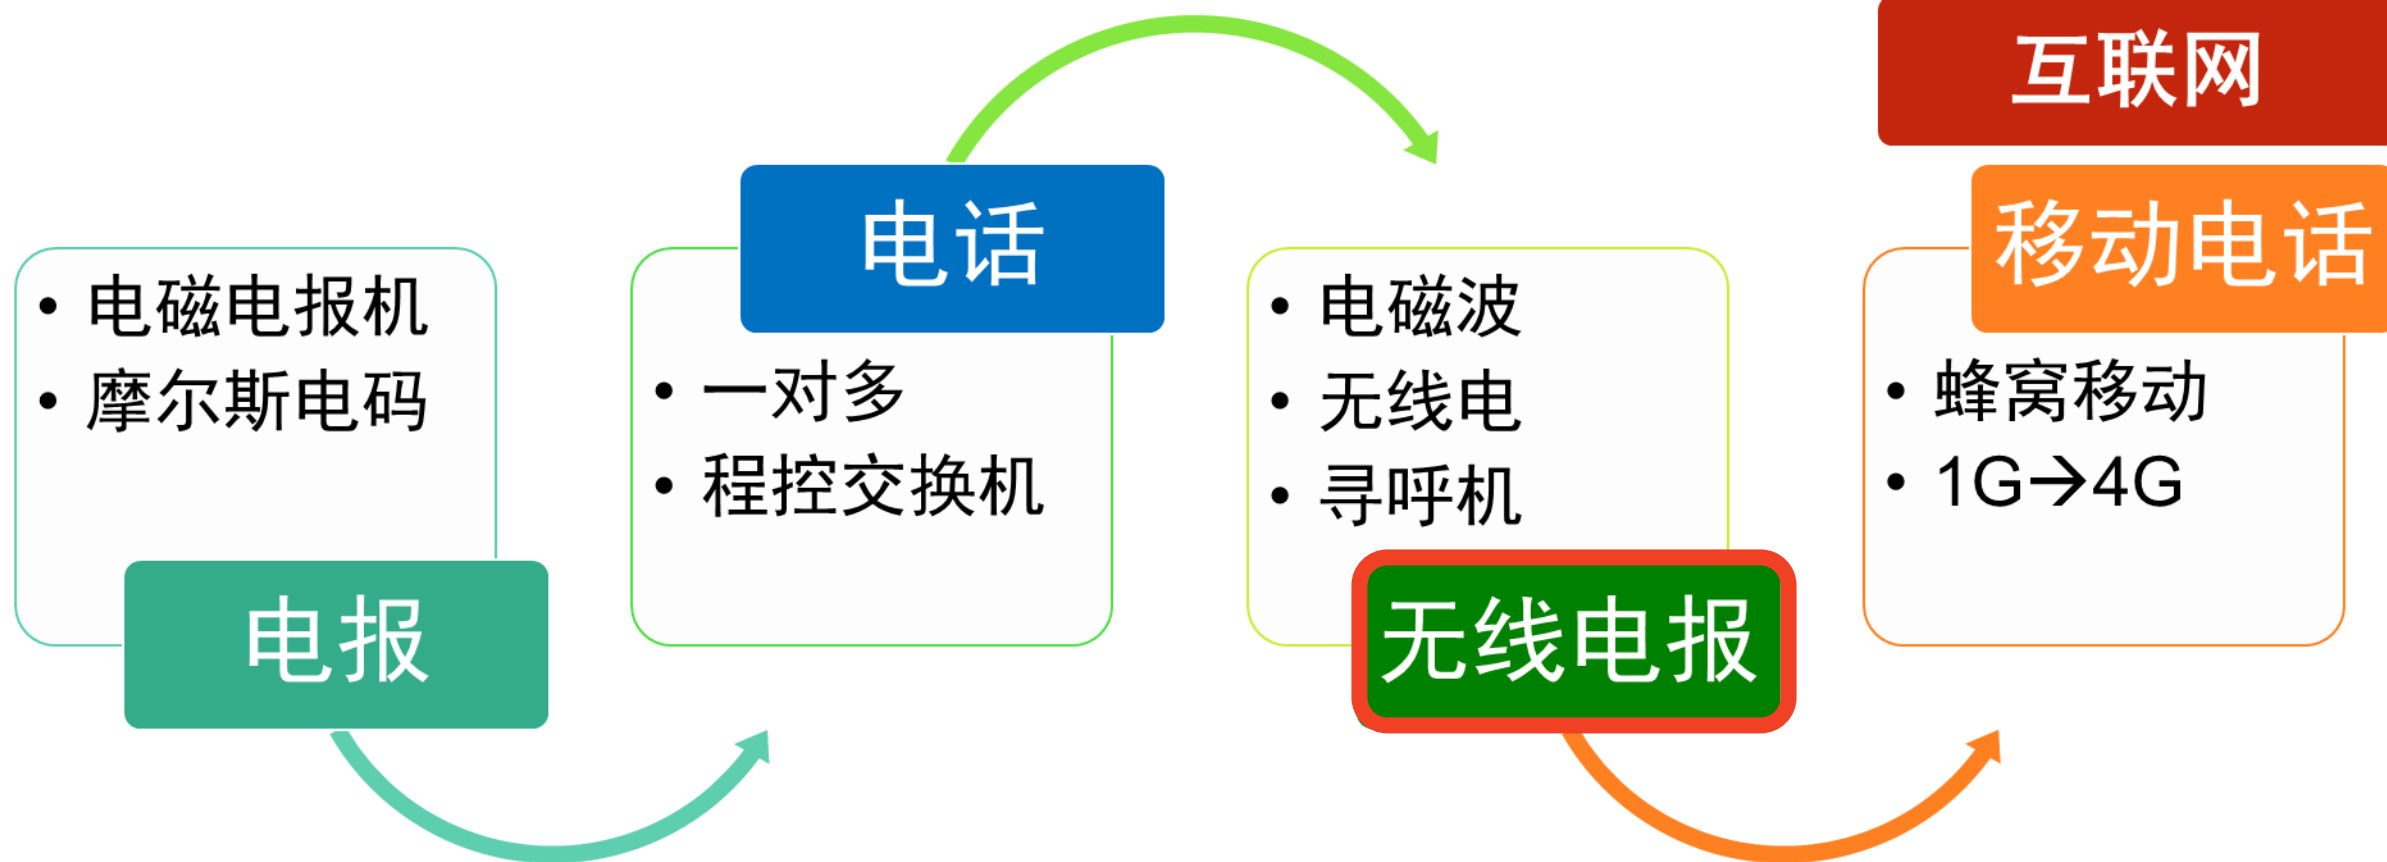 • 电磁电报机
• 摩尔斯电码
电报
电话
• 一对多
• 程控交换机
• 电磁波
• 无线电
• 寻呼机
无线电报
互联网
移动电话
• 蜂窝移动
• 1G→4G